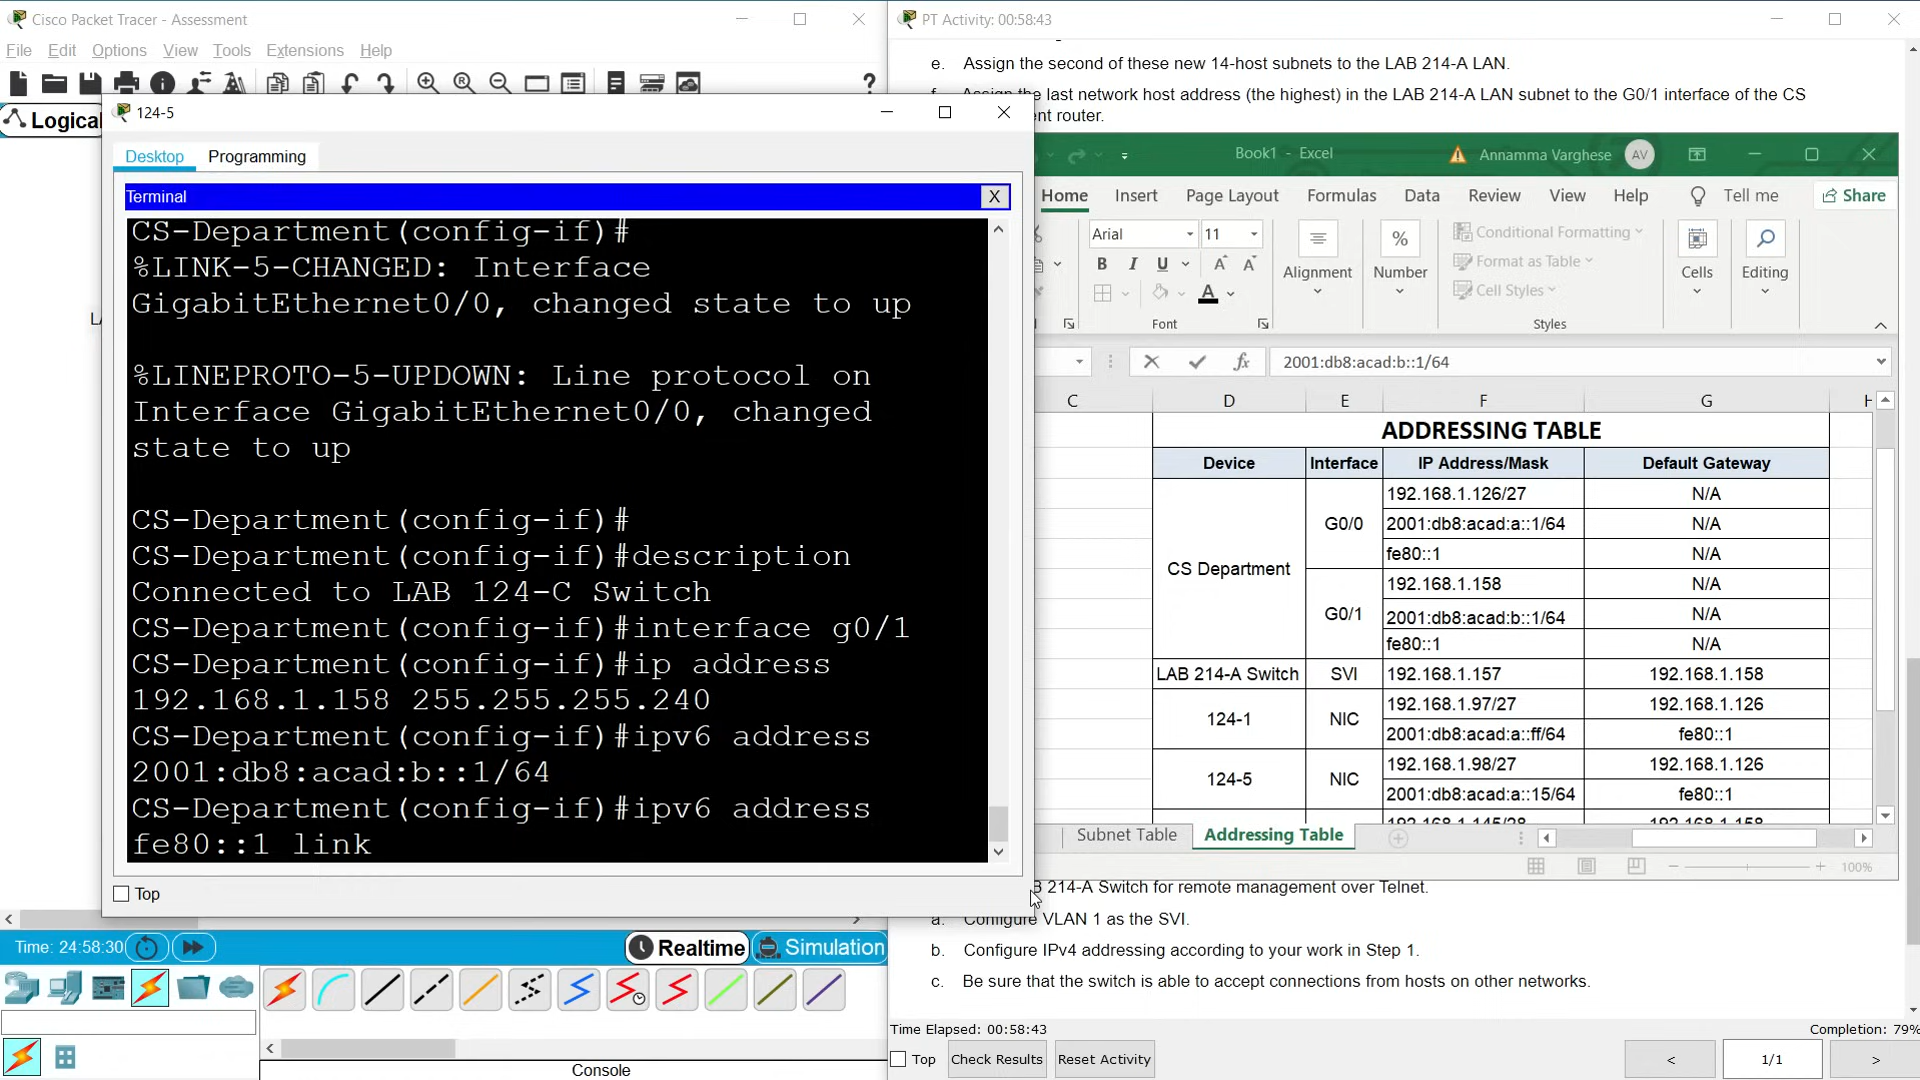 Cisco Packet Tracer - Assessment
File Edit Options View Tools Extensions Help
?
Logical
124-5
Desktop Programming
Terminal X
CS-Department(config-if)#
%LINK-5-CHANGED: Interface
GigabitEthernet0/0, changed state to up
%LINEPROTO-5-UPDOWN: Line protocol on
Interface GigabitEthernet0/0, changed
state to up
CS-Department(config-if)#
CS-Department(config-if)#description
Connected to LAB 124-C Switch
CS-Department(config-if)#interface g0/1
CS-Department(config-if)#ip address
192.168.1.158 255.255.255.240
CS-Department(config-if)#ipv6 address
2001:db8:acad:b::1/64
CS-Department(config-if)#ipv6 address
fe80::1 link
Top
Time: 24:58:30
Realtime Simulation
Console
PT Activity: 00:58:43
e. Assign the second of these new 14-host subnets to the LAB 214-A LAN.
f. Assign the last network host address (the highest) in the LAB 214-A LAN subnet to the G0/1 interface of the CS
ent router.
Book1 - Excel Annamma Varghese AV
Home Insert Page Layout Formulas Data Review View Help Tell me Share
Arial 11
B I U A A
A
Alignment
%
Number
Conditional Formatting
Format as Table
Cell Styles
Cells
Editing
Font
Styles
fx 2001:db8:acad:b::1/64
C D E F G H
ADDRESSING TABLE
Device Interface IP Address/Mask Default Gateway
CS Department G0/0 192.168.1.126/27 N/A
2001:db8:acad:a::1/64 N/A
fe80::1 N/A
G0/1 192.168.1.158 N/A
2001:db8:acad:b::1/64 N/A
fe80::1 N/A
LAB 214-A Switch SVI 192.168.1.157 192.168.1.158
124-1 NIC 192.168.1.97/27 192.168.1.126
2001:db8:acad:a::ff/64 fe80::1
124-5 NIC 192.168.1.98/27 192.168.1.126
2001:db8:acad:a::15/64 fe80::1
192.168.1.145/28 192.168.1.158
Subnet Table Addressing Table
100%
B 214-A Switch for remote management over Telnet.
a. Configure VLAN 1 as the SVI.
b. Configure IPv4 addressing according to your work in Step 1.
c. Be sure that the switch is able to accept connections from hosts on other networks.
Time Elapsed: 00:58:43 Completion: 79%
Top Check Results Reset Activity < 1/1 >